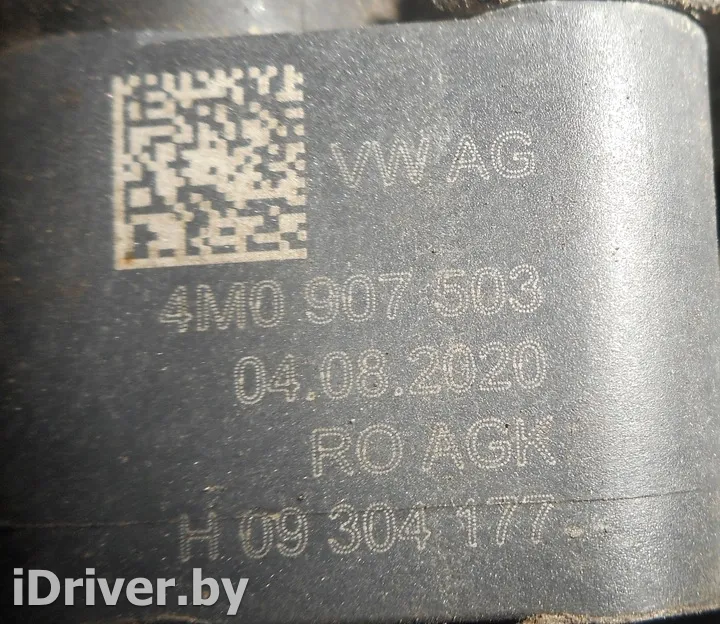 VW AG
4M0 907 503
04.08.2020
RO AGK
H 09 304 177
iDriver.by